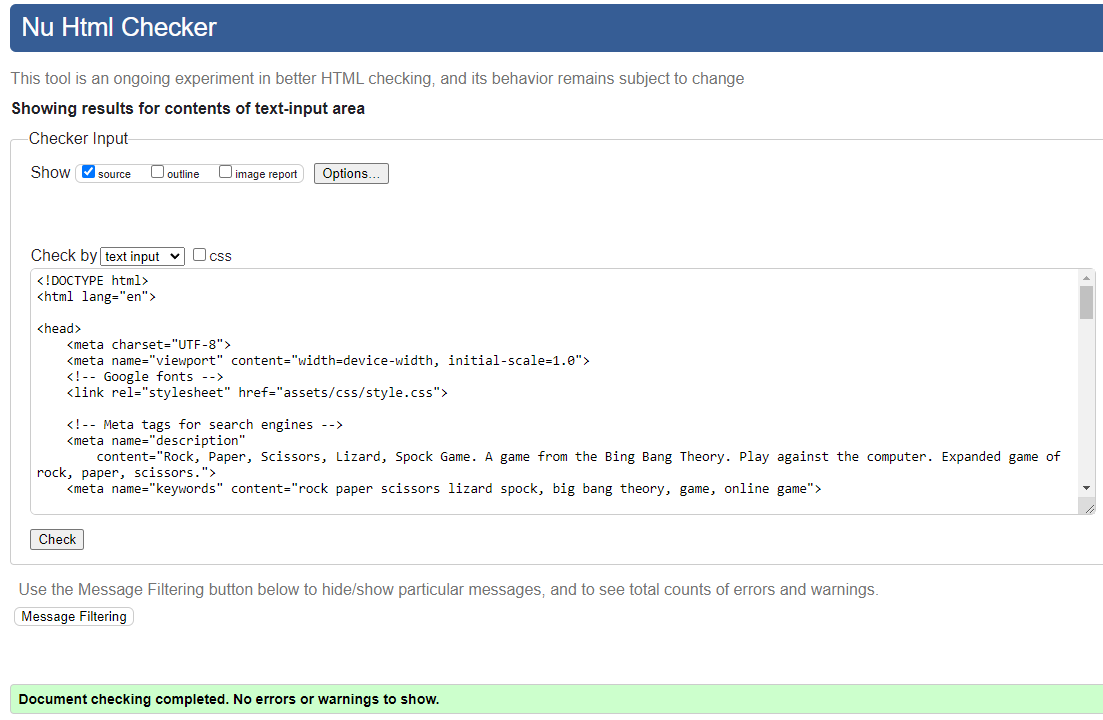 Nu Html Checker
This tool is an ongoing experiment in better HTML checking, and its behavior remains subject to change
Showing results for contents of text-input area
Checker Input
Show source outline image report Options...
Check by text input css
<!DOCTYPE html>
<html lang="en">
<head>
    <meta charset="UTF-8">
    <meta name="viewport" content="width=device-width, initial-scale=1.0">
    <!-- Google fonts -->
    <link rel="stylesheet" href="assets/css/style.css">
    <!-- Meta tags for search engines -->
    <meta name="description"
        content="Rock, Paper, Scissors, Lizard, Spock Game. A game from the Bing Bang Theory. Play against the computer. Expanded game of
rock, paper, scissors.">
    <meta name="keywords" content="rock paper scissors lizard spock, big bang theory, game, online game">
Check
Use the Message Filtering button below to hide/show particular messages, and to see total counts of errors and warnings.
Message Filtering
Document checking completed. No errors or warnings to show.